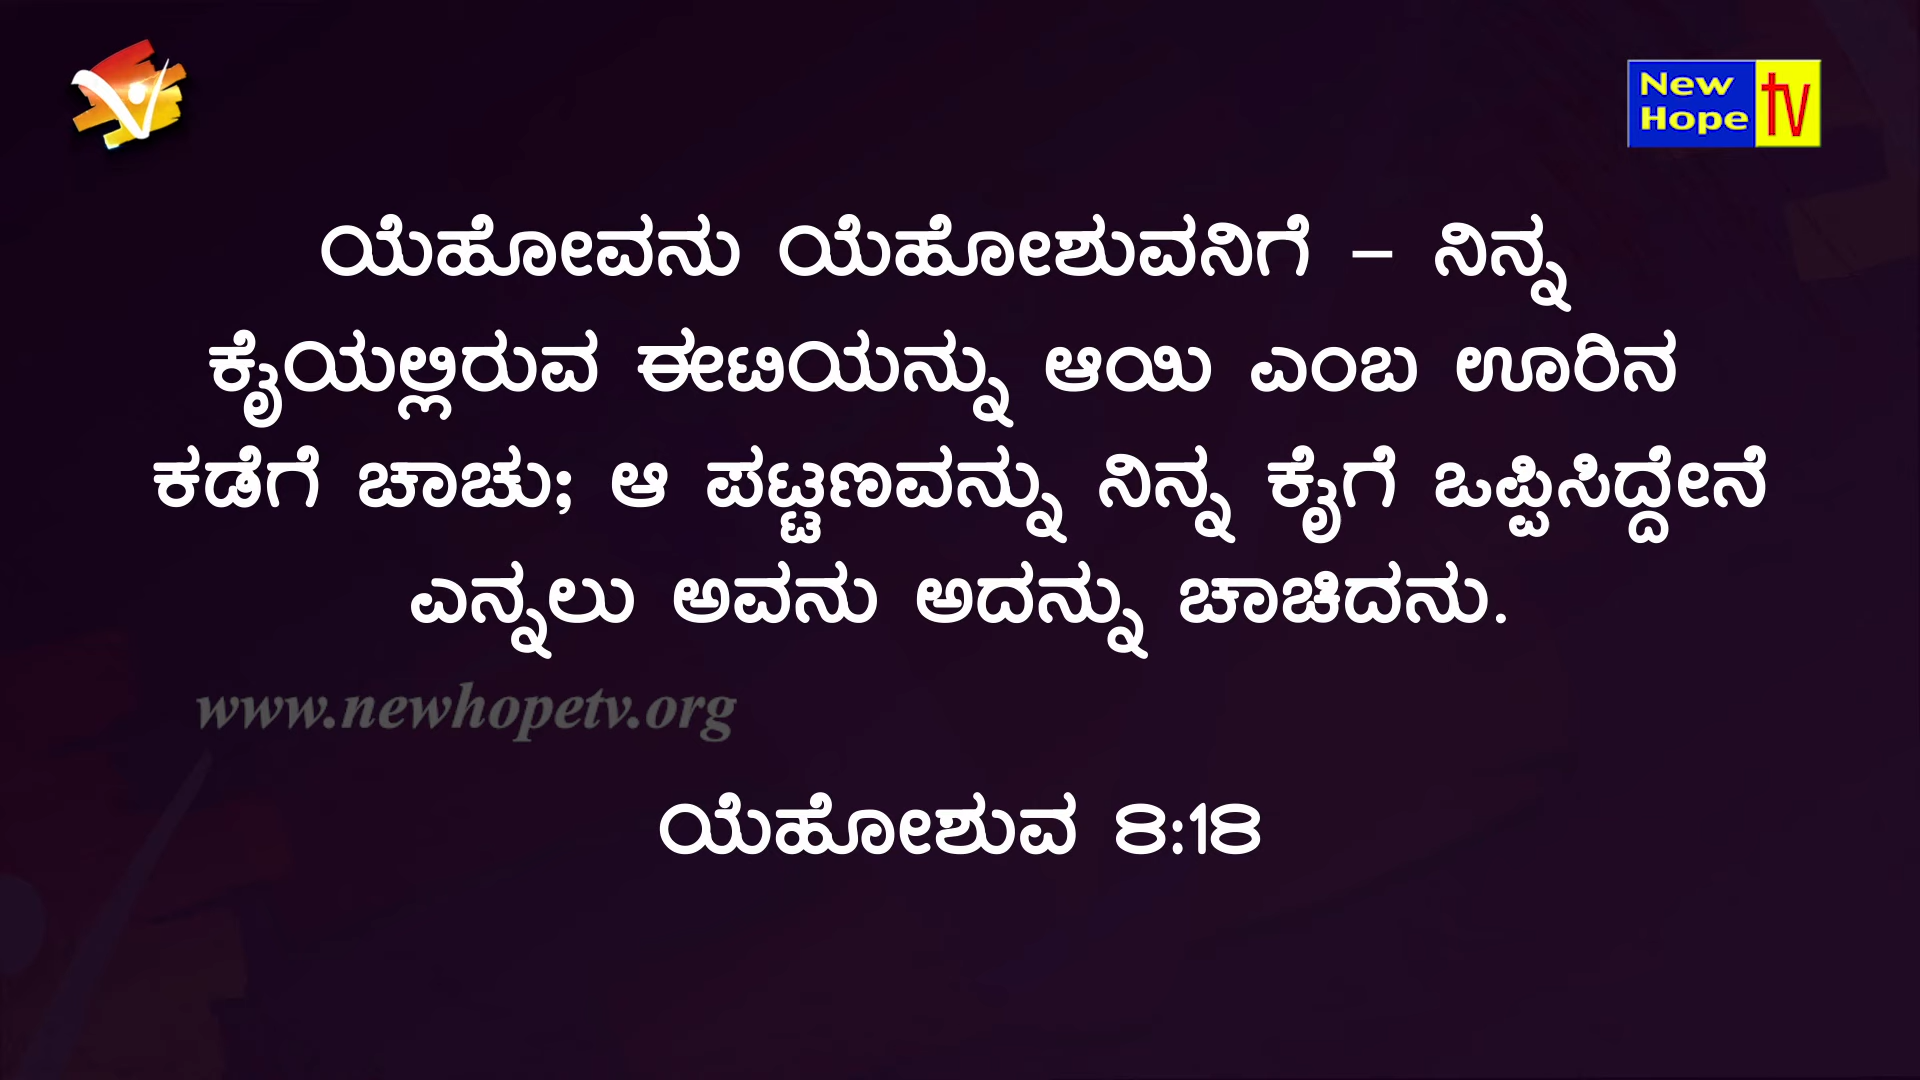 New
Hope
tv
ಯೆಹೋವನು ಯೆಹೋಶುವನಿಗೆ – ನಿನ್ನ
ಕೈಯಲ್ಲಿರುವ ಈಟಿಯನ್ನು ಆಯಿ ಎಂಬ ಊರಿನ
ಕಡೆಗೆ ಚಾಚು; ಆ ಪಟ್ಟಣವನ್ನು ನಿನ್ನ ಕೈಗೆ ಒಪ್ಪಿಸಿದ್ದೇನೆ
ಎನ್ನಲು ಅವನು ಅದನ್ನು ಚಾಚಿದನು.
www.newhopetv.org
ಯೆಹೋಶುವ 8:18